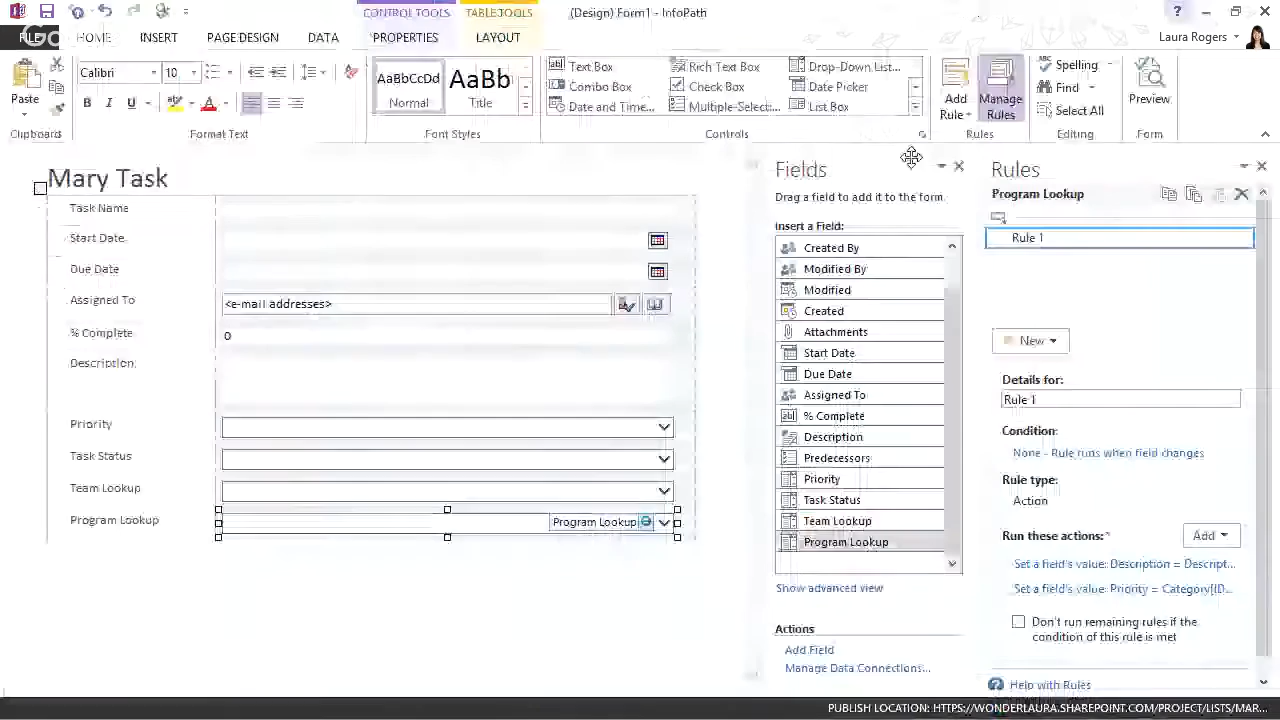 CONTROL TOOLS
TABLE TOOLS
(Design) Form1 - InfoPath
?
FILE
HOME
INSERT
PAGE DESIGN
DATA
PROPERTIES
LAYOUT
Laura Rogers
Paste
Clipboard
Calibri
10
B I U
A
Format Text
AaBbCcDd
Normal
AaBb
Title
Font Styles
Text Box
Rich Text Box
Drop-Down List...
Combo Box
Check Box
Date Picker
Date and Time...
Multiple-Selec...
List Box
Controls
Add
Rule
Manage
Rules
Rules
Spelling
Find
Select All
Editing
Preview
Form
Mary Task
Task Name
Start Date
Due Date
Assigned To
<e-mail addresses>
% Complete
0
Description
Priority
Task Status
Team Lookup
Program Lookup
Program Lookup
Fields
Drag a field to add it to the form.
Insert a Field:
Created By
Modified By
Modified
Created
Attachments
Start Date
Due Date
Assigned To
% Complete
Description
Predecessors
Priority
Task Status
Team Lookup
Program Lookup
Show advanced view
Actions
Add Field
Manage Data Connections...
Rules
Program Lookup
Rule 1
New
Details for:
Rule 1
Condition:
None - Rule runs when field changes
Rule type:
Action
Run these actions:*
Add
Set a field's value: Description = Descript...
Set a field's value: Priority = Category[ID...
Don't run remaining rules if the
condition of this rule is met
Help with Rules
PUBLISH LOCATION: HTTPS://WONDERLAURA.SHAREPOINT.COM/PROJECT/LISTS/MAR...